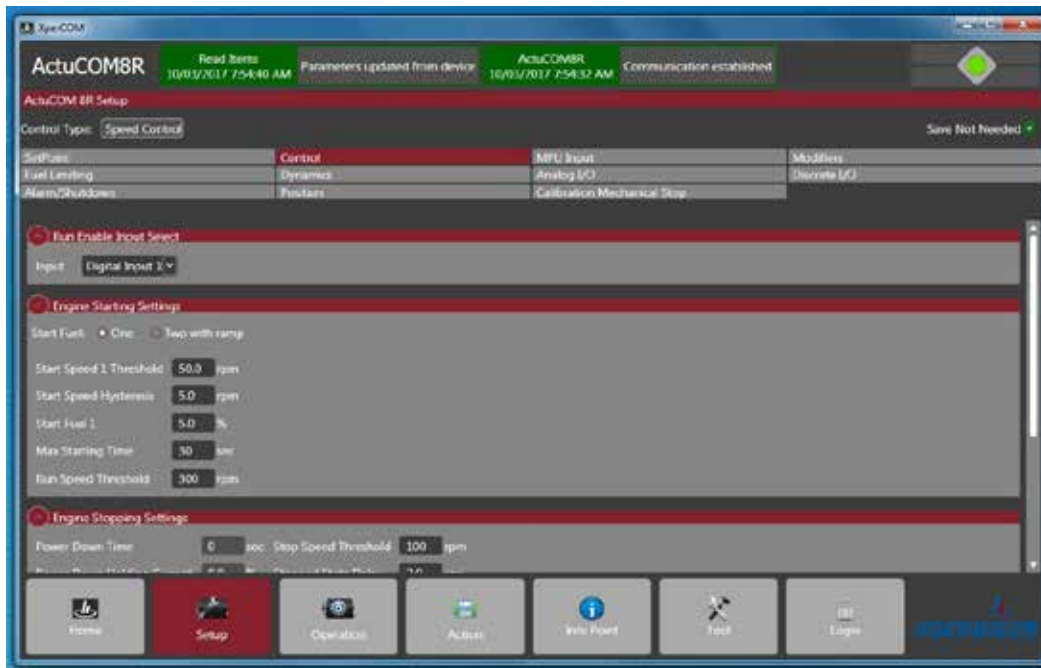 XperCOM
ActuCOM8R
Read Items
10/03/2017 7:54:40 AM
Parameters updated from device
ActuCOM8R
10/03/2017 7:54:32 AM
Communication established
ActuCOM 8R Setup
Control Type: Speed Control
Save Not Needed
SetPoint Control MPU Input Modifiers
Fuel Limiting Dynamics Analog I/O Discrete I/O
Alarm/Shutdown Position Calibration Mechanical Stop
Run Enable Input Select
Input Digital Input 1
Engine Starting Settings
Start Fuel: One Two with ramp
Start Speed 1 Threshold 50.0 rpm
Start Speed Hysteresis 5.0 rpm
Start Fuel 1 5.0 %
Max Starting Time 30 sec
Run Speed Threshold 300 rpm
Engine Stopping Settings
Power Down Time 0 sec Stop Speed Threshold 100 rpm
Home Setup Operation Action Info Point Tool Login